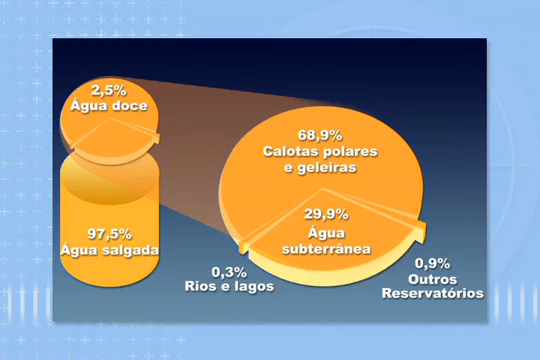 2,5%
Água doce
97,5%
Água salgada
68,9%
Calotas polares
e geleiras
29,9%
Água
subterrânea
0,3%
Rios e lagos
0,9%
Outros
Reservatórios